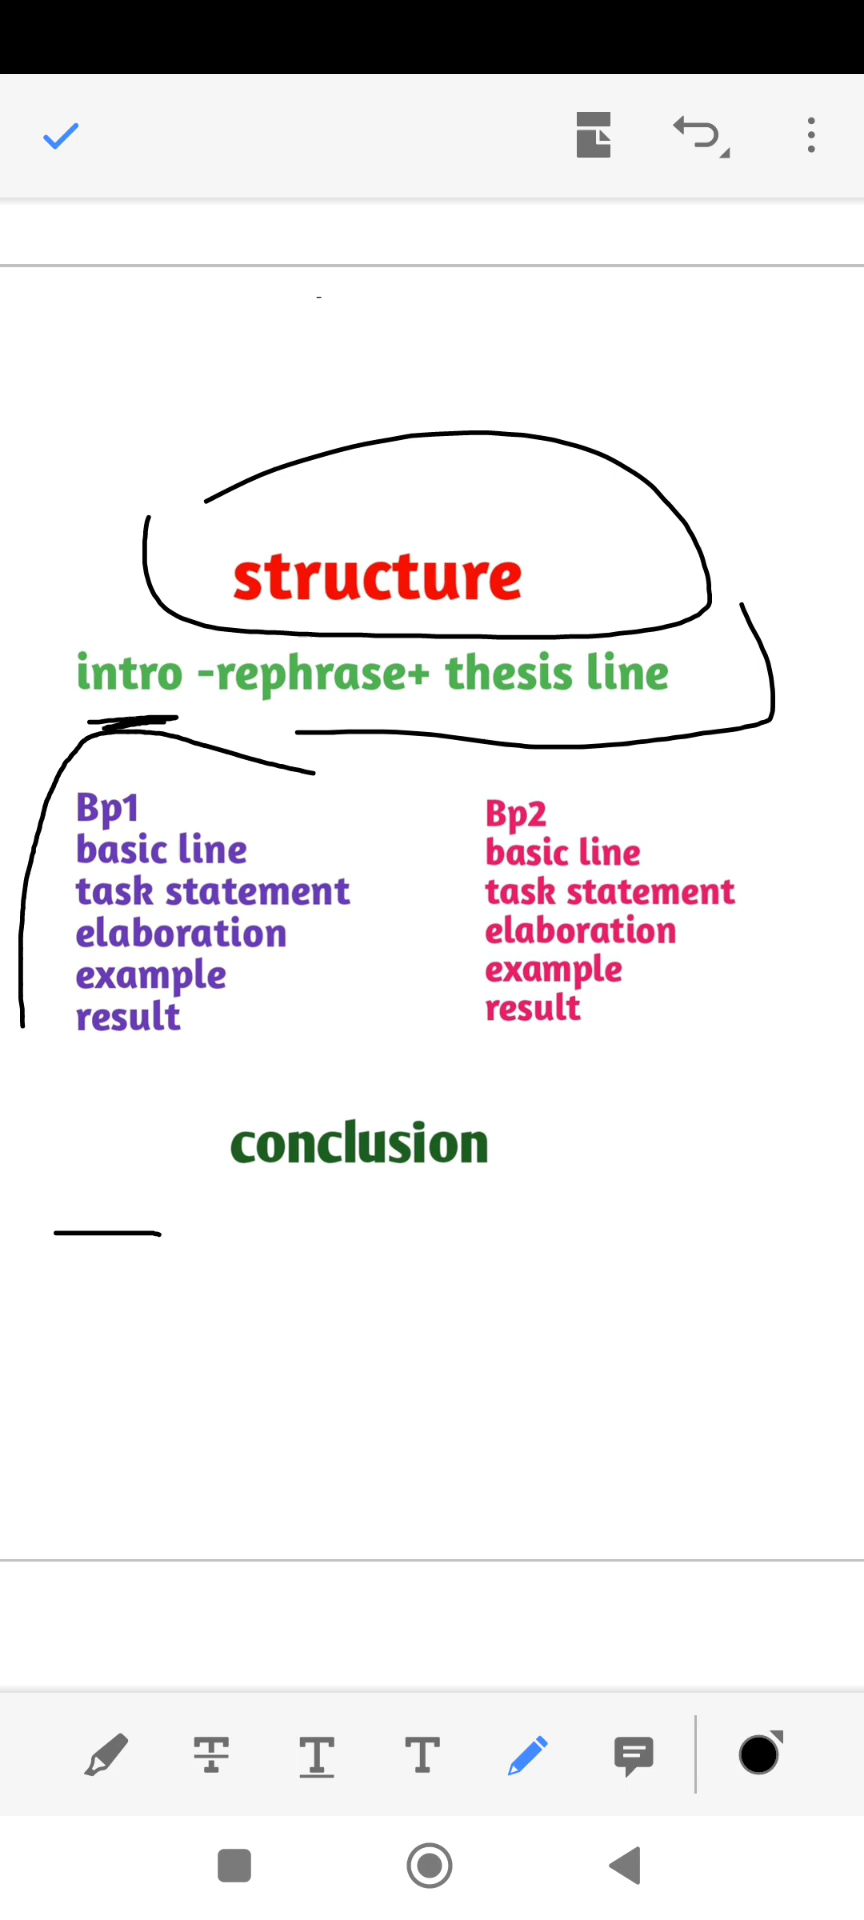 structure
intro -rephrase+ thesis line
Bp1
basic line
task statement
elaboration
example
result
Bp2
basic line
task statement
elaboration
example
result
conclusion